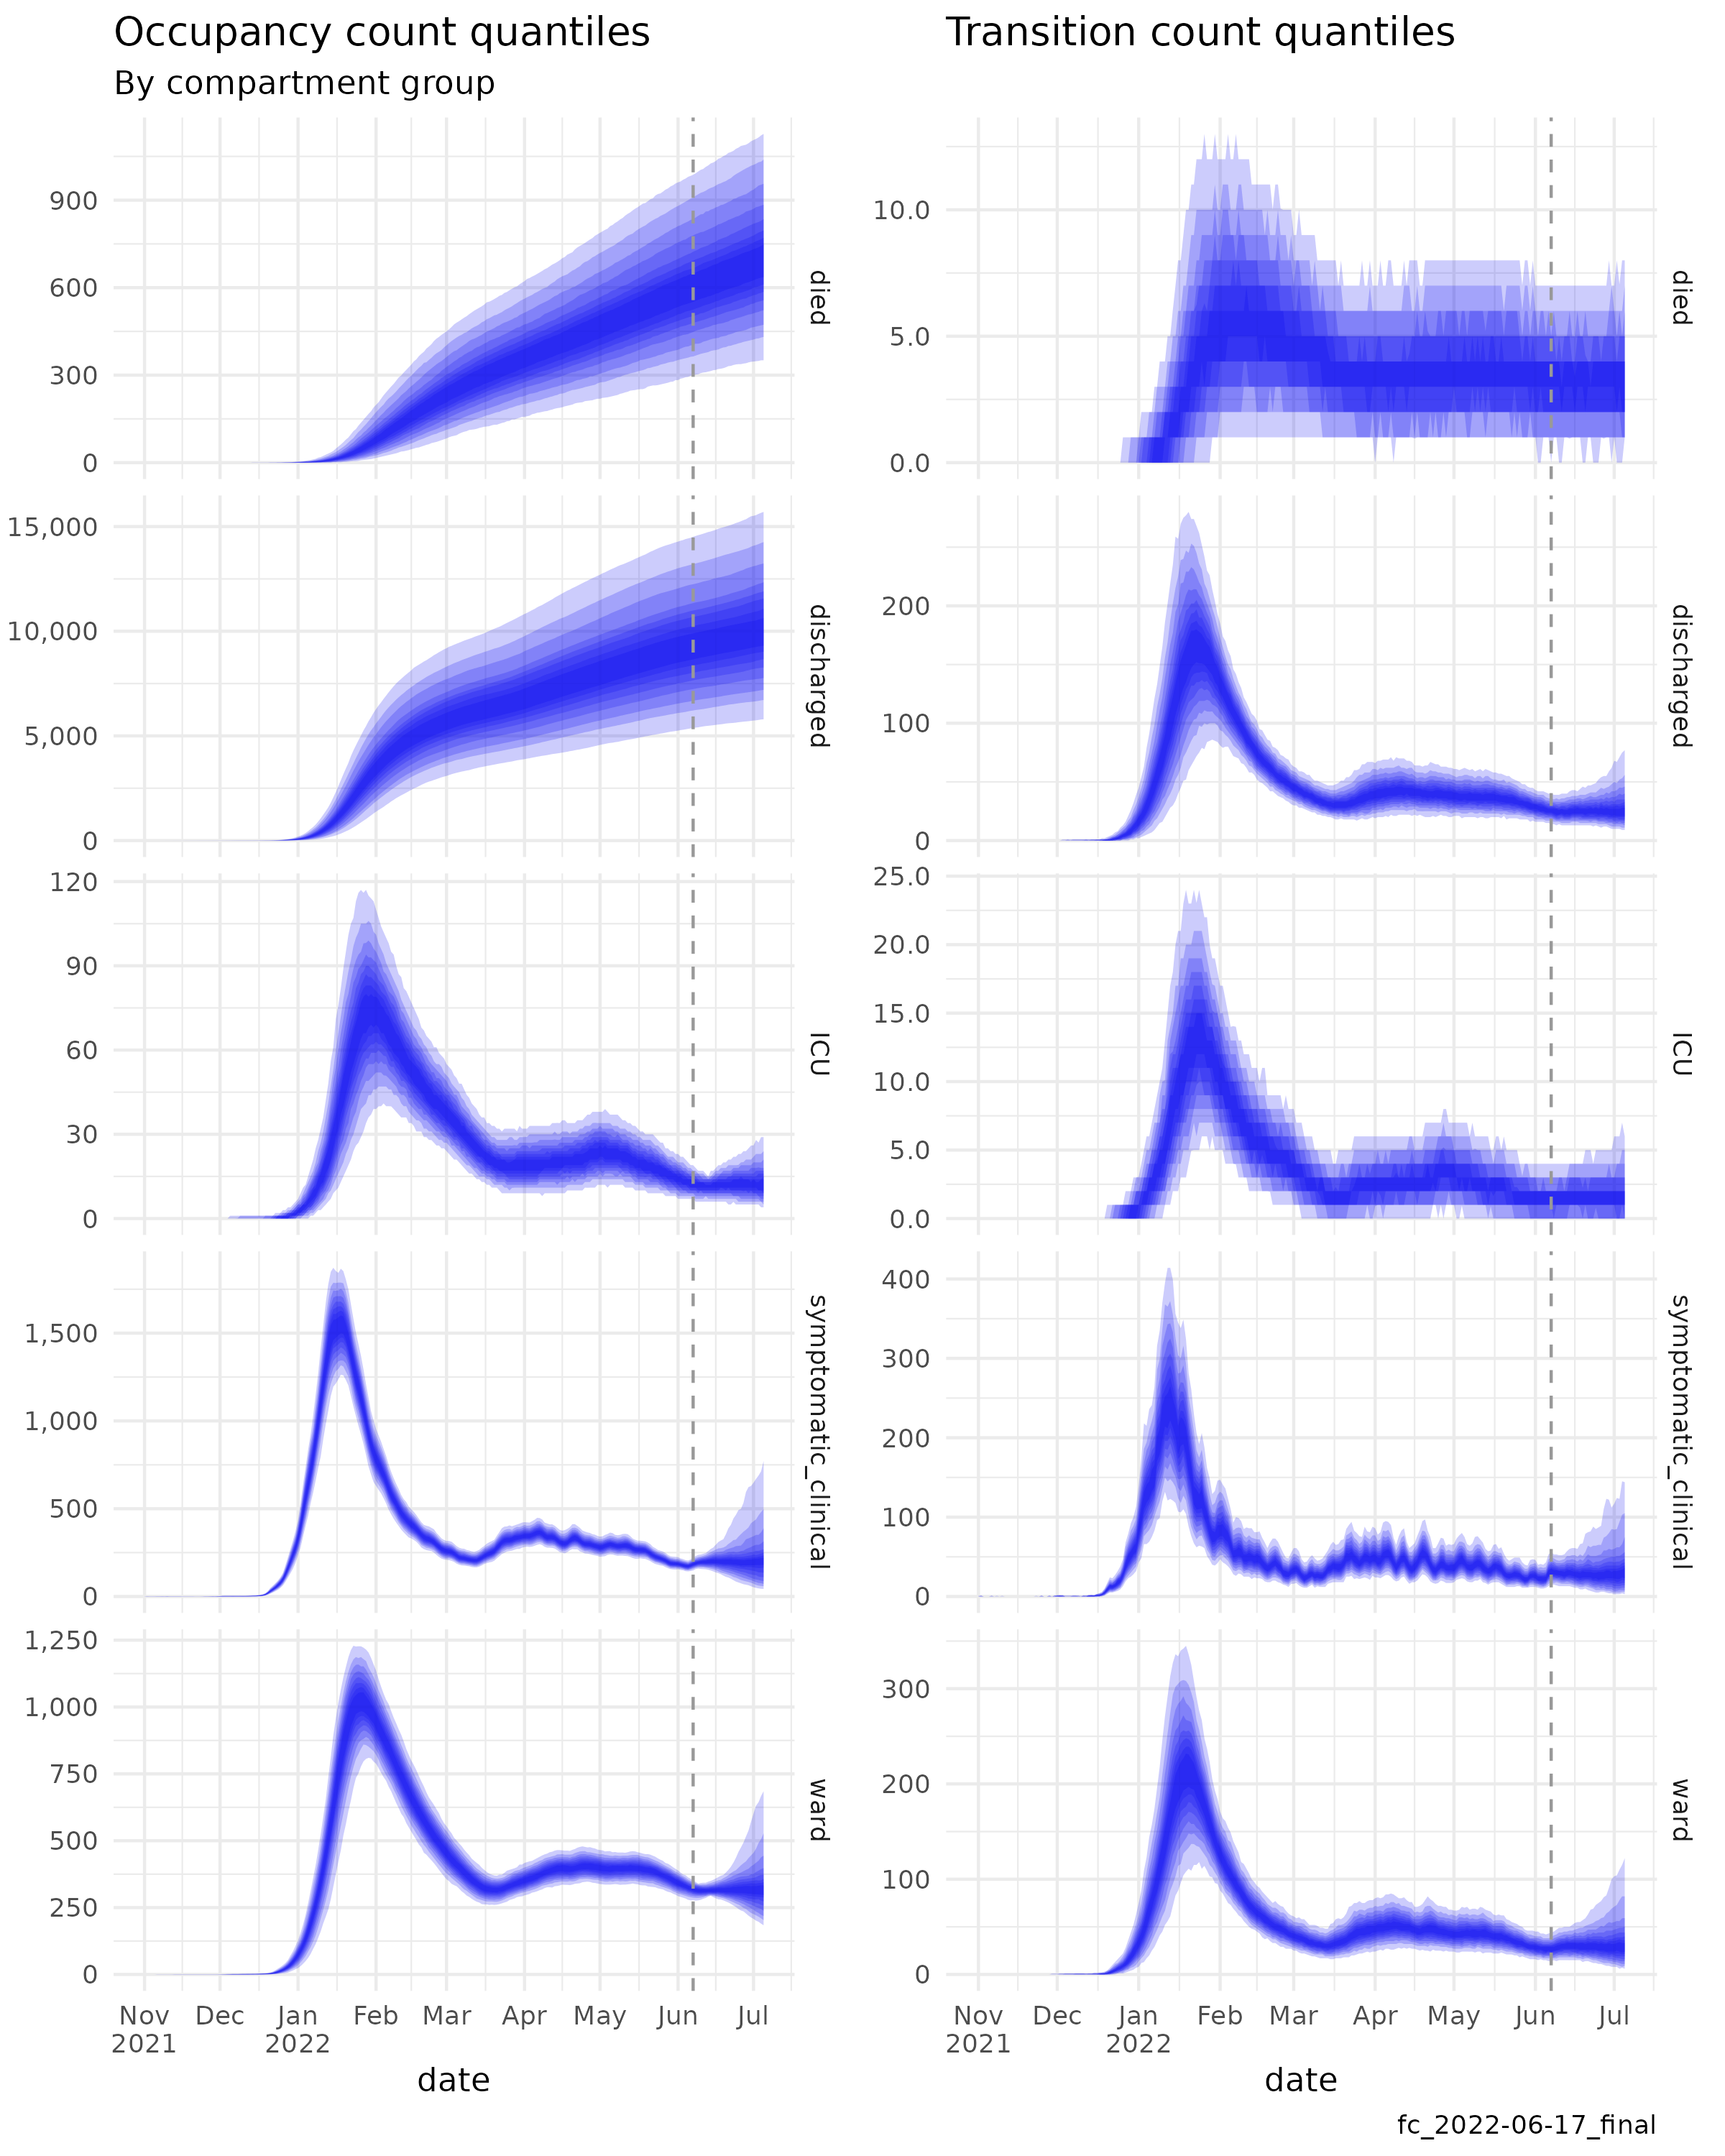 Occupancy count quantiles
By compartment group
900
600
300
0
died
15,000
10,000
5,000
0
discharged
120
90
60
30
0
ICU
1,500
1,000
500
0
symptomatic_clinical
1,250
1,000
750
500
250
0
ward
Nov Dec Jan Feb Mar Apr May Jun Jul
2021 2022
date
Transition count quantiles
10.0
5.0
0.0
died
200
100
0
discharged
25.0
20.0
15.0
10.0
5.0
0.0
ICU
400
300
200
100
0
symptomatic_clinical
300
200
100
0
ward
Nov Dec Jan Feb Mar Apr May Jun Jul
2021 2022
date
fc_2022-06-17_final